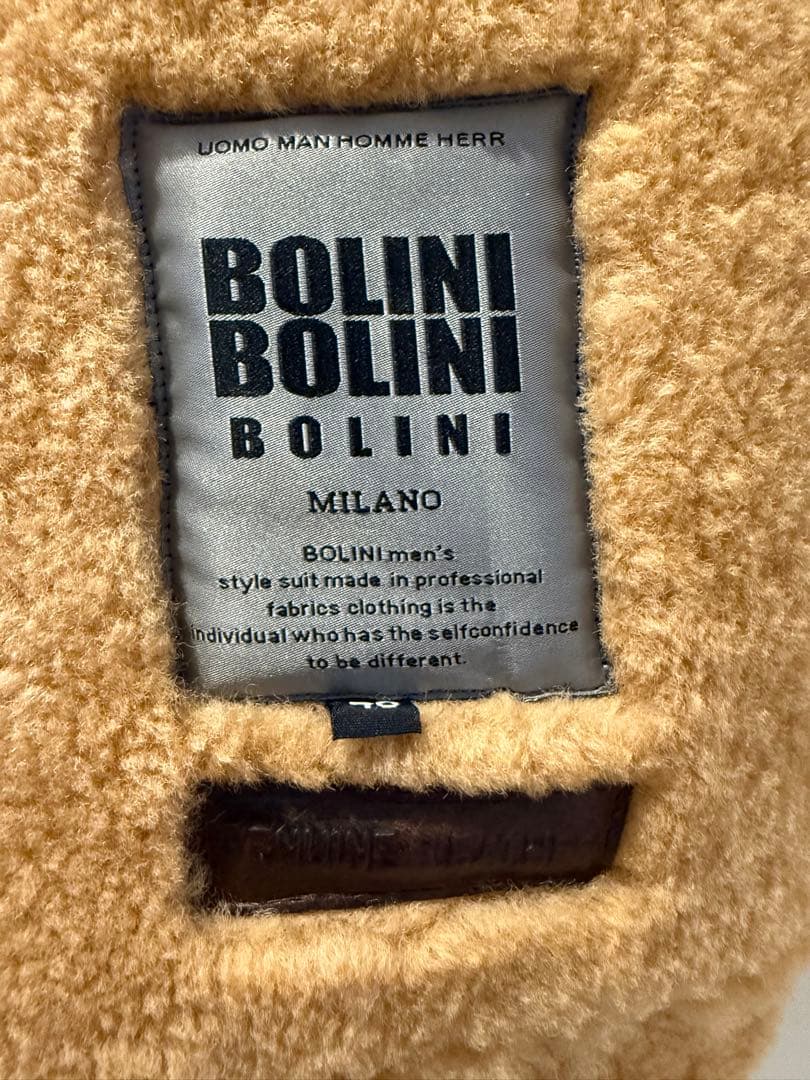 UOMO MAN HOMME HERR
BOLINI
BOLINI
BOLINI
MILANO
BOLINI men's
style suit made in professional
fabrics clothing is the
individual who has the selfconfidence
to be different.